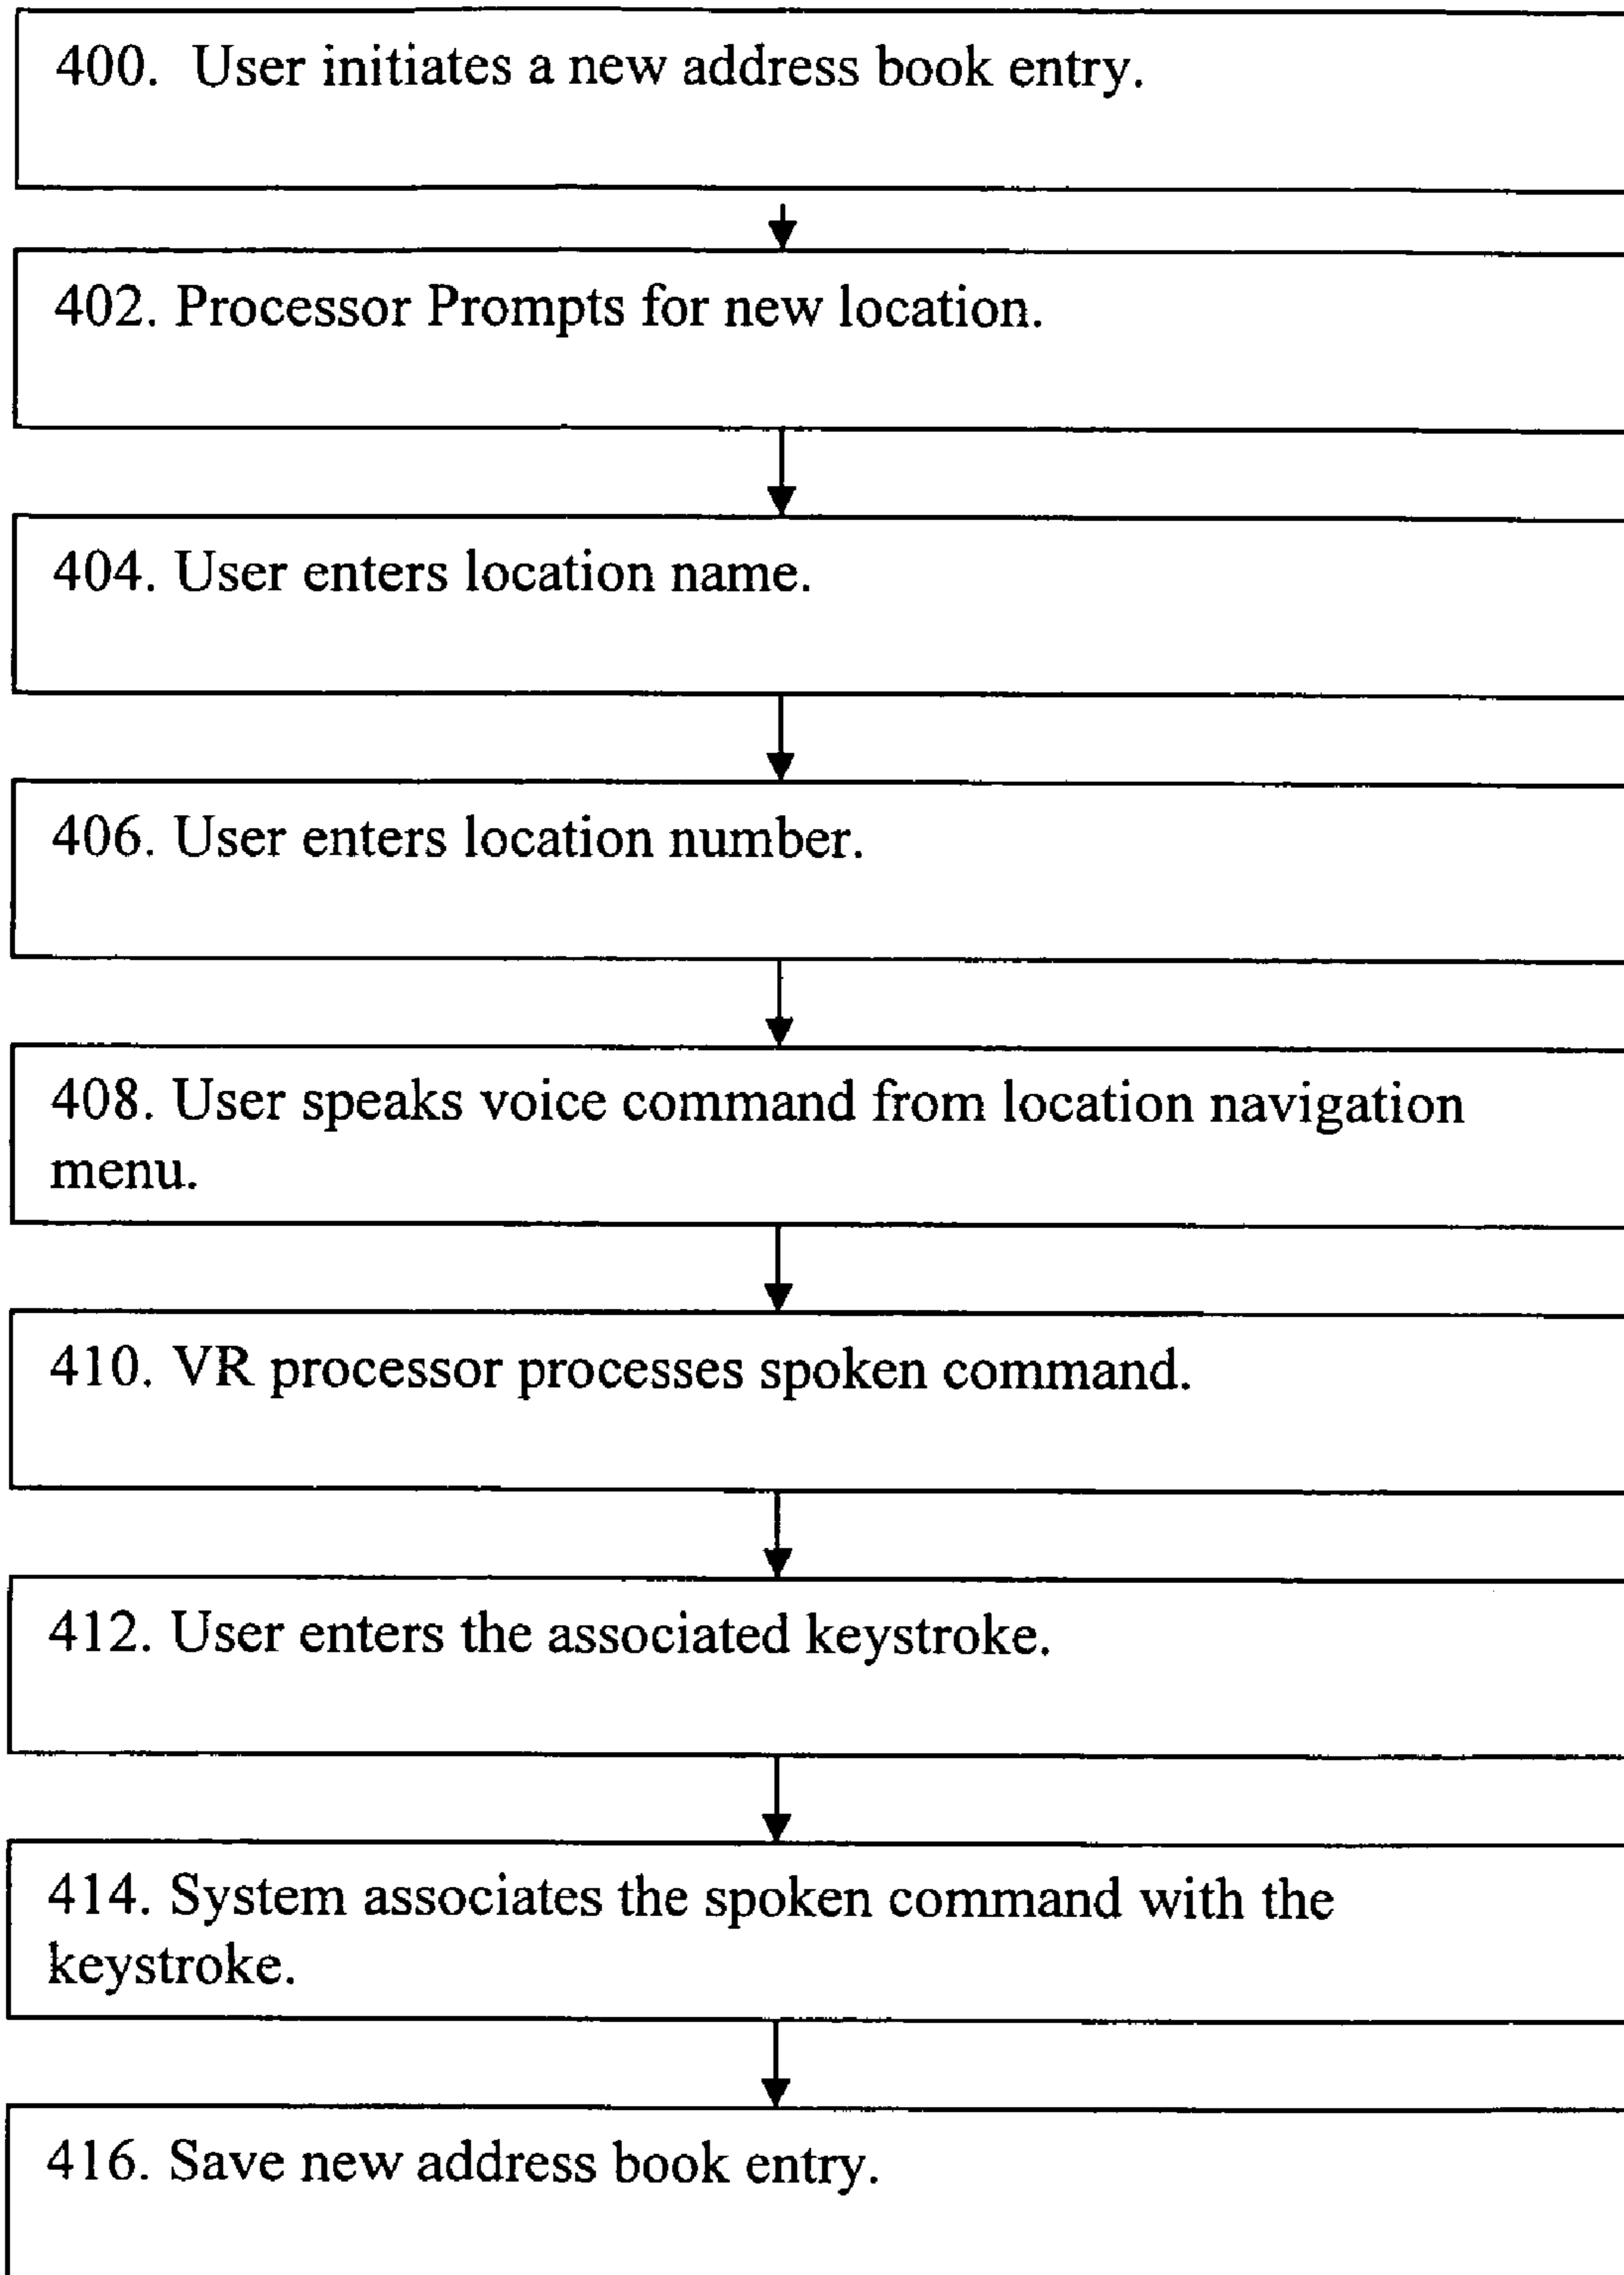 400. User initiates a new address book entry.
402. Processor Prompts for new location.
404. User enters location name.
406. User enters location number.
408. User speaks voice command from location navigation
menu.
410. VR processor processes spoken command.
412. User enters the associated keystroke.
414. System associates the spoken command with the
keystroke.
416. Save new address book entry.